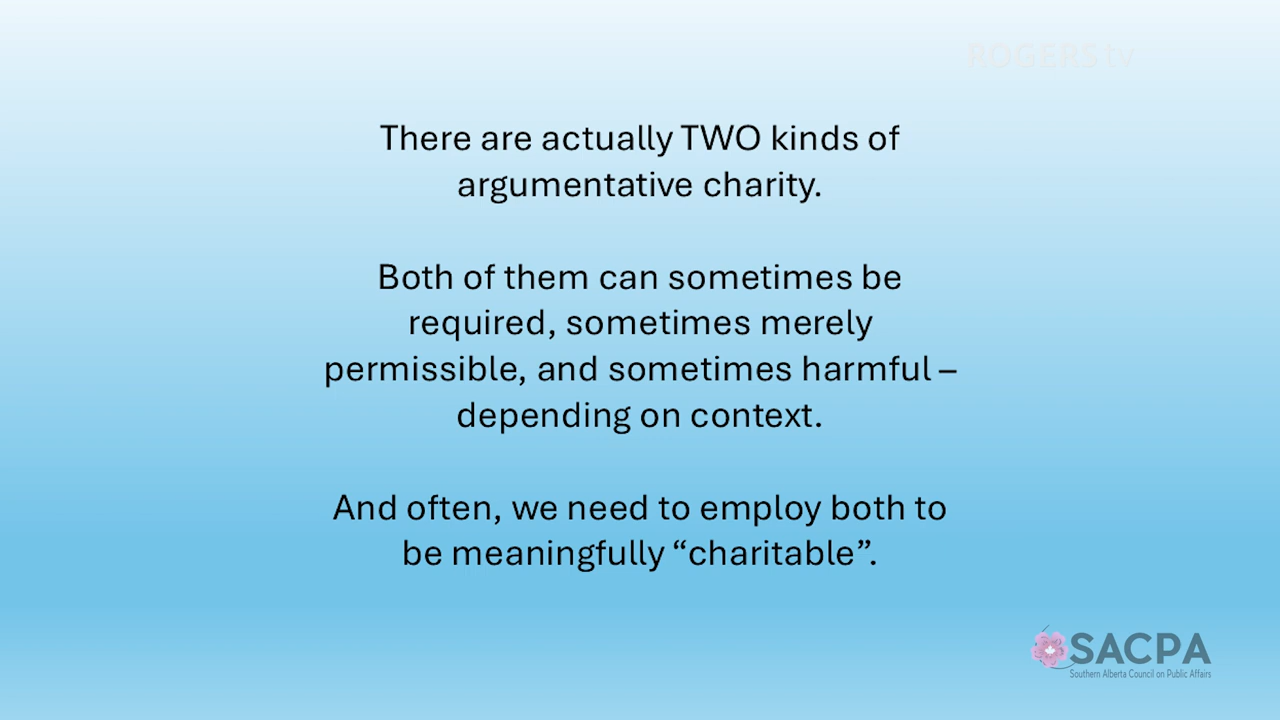 ROGERS tv
There are actually TWO kinds of
argumentative charity.
Both of them can sometimes be
required, sometimes merely
permissible, and sometimes harmful –
depending on context.
And often, we need to employ both to
be meaningfully “charitable”.
SACPA
Southern Alberta Council on Public Affairs